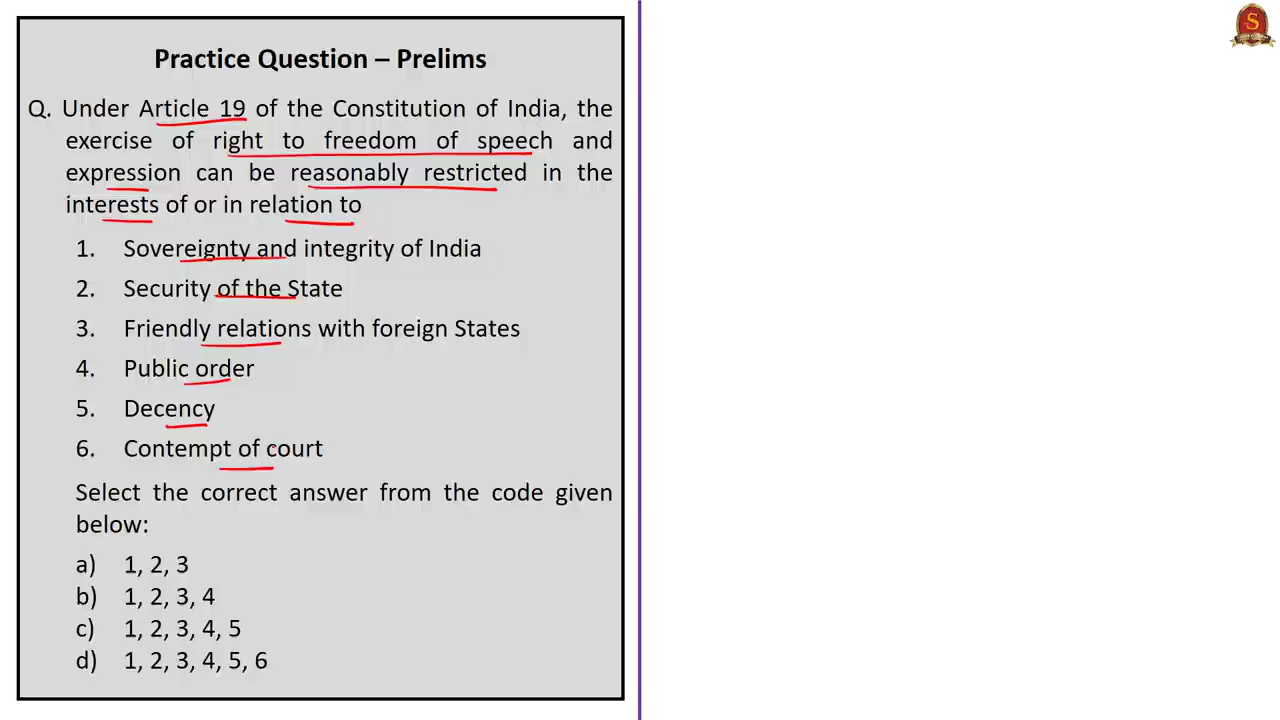 Practice Question – Prelims
Q. Under Article 19 of the Constitution of India, the
exercise of right to freedom of speech and
expression can be reasonably restricted in the
interests of or in relation to
1. Sovereignty and integrity of India
2. Security of the State
3. Friendly relations with foreign States
4. Public order
5. Decency
6. Contempt of court
Select the correct answer from the code given
below:
a) 1, 2, 3
b) 1, 2, 3, 4
c) 1, 2, 3, 4, 5
d) 1, 2, 3, 4, 5, 6
S